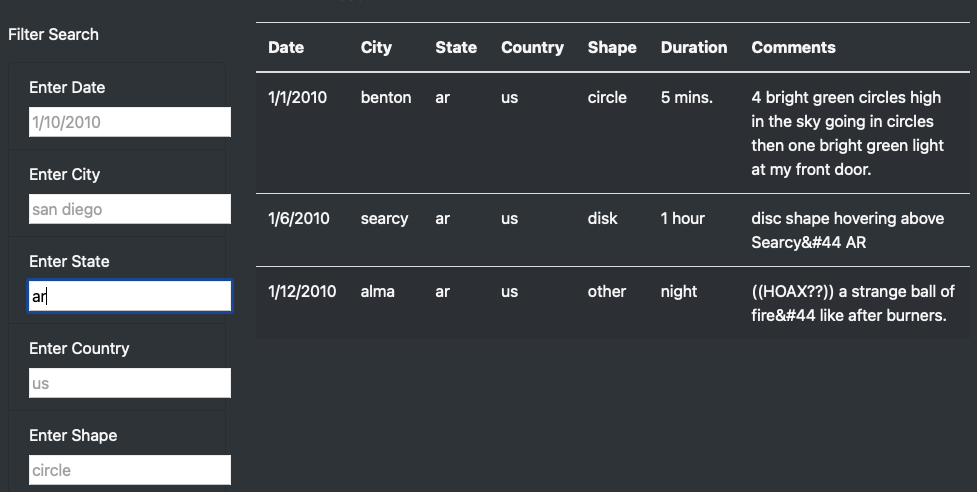 Filter Search
Enter Date
1/10/2010
Enter City
san diego
Enter State
ar
Enter Country
us
Enter Shape
circle
Date City State Country Shape Duration Comments
1/1/2010 benton ar us circle 5 mins. 4 bright green circles high
in the sky going in circles
then one bright green light
at my front door.
1/6/2010 searcy ar us disk 1 hour disc shape hovering above
Searcy&#44 AR
1/12/2010 alma ar us other night ((HOAX??)) a strange ball of
fire&#44 like after burners.